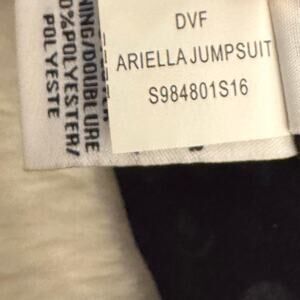 DVF
ARIELLA JUMPSUIT
S984801S16
NING/DOUBLURE
0%POLYESTER/
POLYESTE